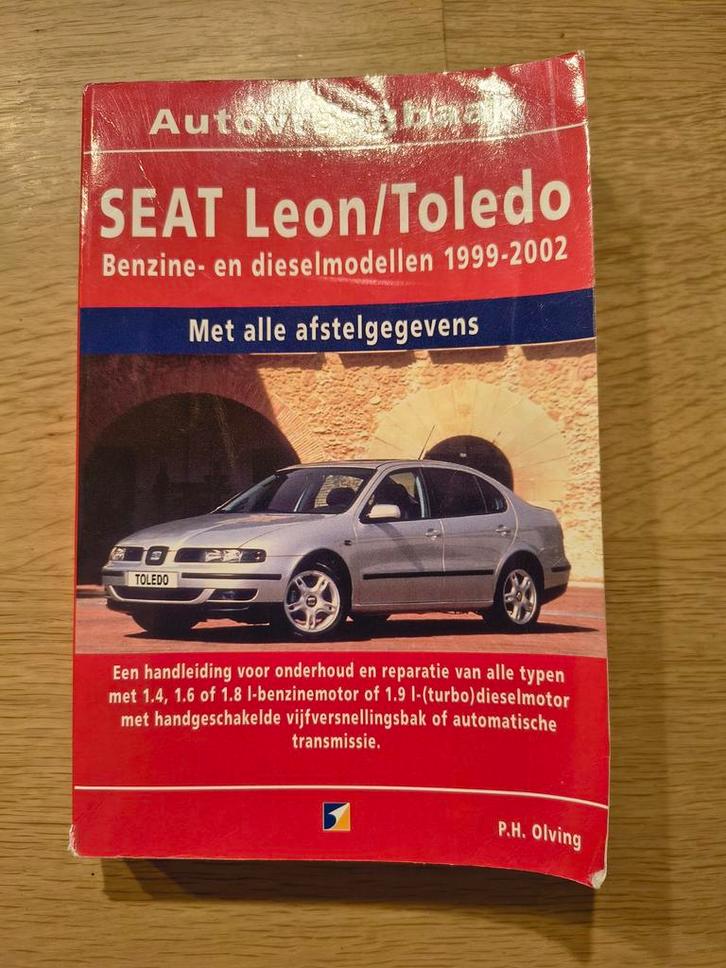 Autovraagbaak
SEAT Leon/Toledo
Benzine- en dieselmodellen 1999-2002
Met alle afstelgegevens
TOLEDO
Een handleiding voor onderhoud en reparatie van alle typen
met 1.4, 1.6 of 1.8 l-benzinemotor of 1.9 l-(turbo)dieselmotor
met handgeschakelde vijfversnellingsbak of automatische
transmissie.
P.H. Olving